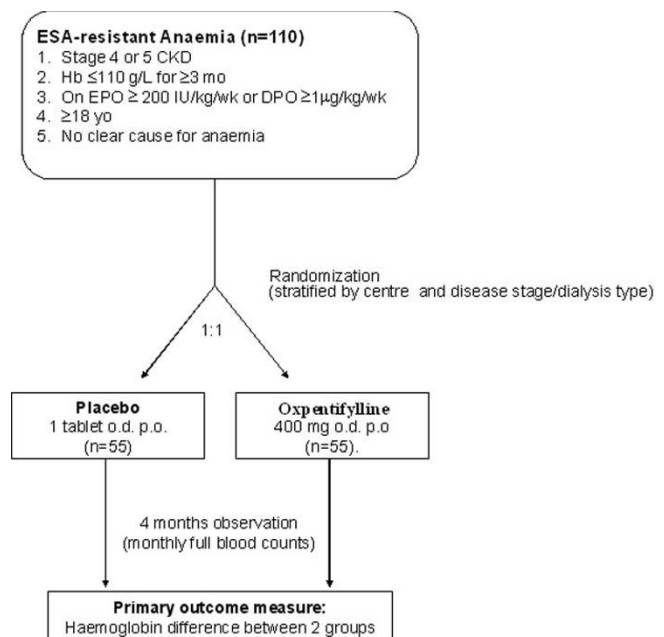 ESA-resistant Anaemia (n=110)
1. Stage 4 or 5 CKD
2. Hb ≤110 g/L for ≥3 mo
3. On EPO ≥ 200 IU/kg/wk or DPO ≥1µg/kg/wk
4. ≥18 yo
5. No clear cause for anaemia
Randomization
(stratified by centre and disease stage/dialysis type)
1:1
Placebo
1 tablet o.d. p.o.
(n=55)
Oxpentifylline
400 mg o.d. p.o
(n=55).
4 months observation
(monthly full blood counts)
Primary outcome measure:
Haemoglobin difference between 2 groups